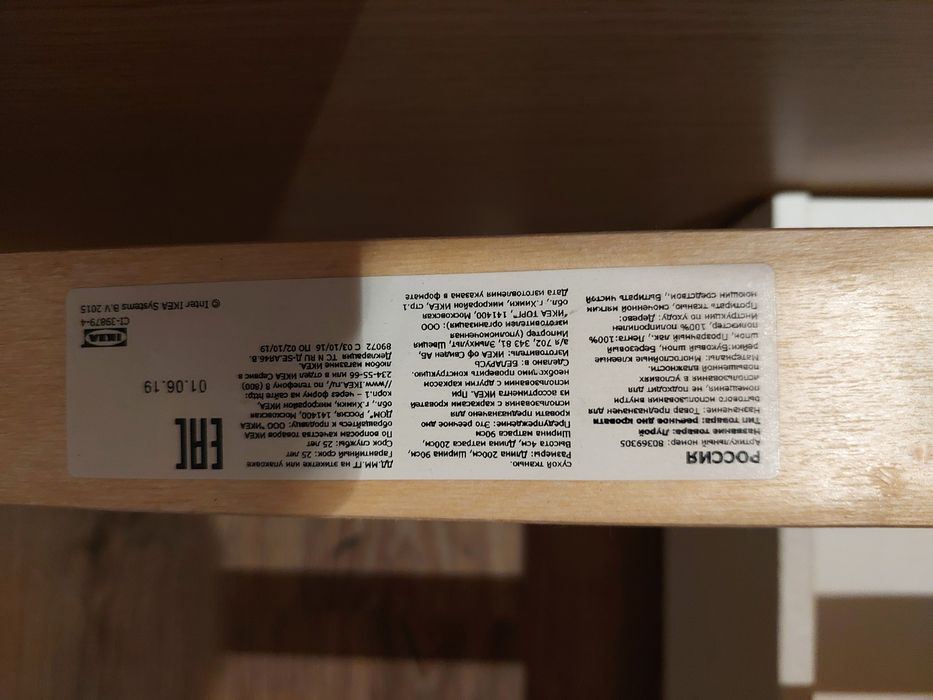 РОССИЯ
Артикульный номер: 90369305
Название товара: Лурой
Тип товара: реечное дно кровати
Назначение: Товар предназначен для
бытового использования внутри
помещения, не подходит для
использования в условиях
повышенной влажности.
Материалы: Многослойные клееные
рейки:Буковый шпон, Березовый
шпон, Прозрачный лак, Лента:100%
полиэстер, 100% полипропилен
Инструкции по уходу: Дерево:
Протирать тканью, смоченной мягким
моющим средством., Вытирать чистой
сухой тканью.
Размеры: Длина 200см, Ширина 90см,
Высота 4см, Длина матраса 200см,
Ширина матраса 90см
Предупреждение: Это реечное дно
кровати предназначено для
использования с каркасами кроватей
из ассортимента ИКЕА. При
использовании с другим каркасом
необходимо проверить конструкцию.
Сделано в: БЕЛАРУСЬ
Изготовитель: ИКЕА оф Свиден АБ,
а/я 702, 343 81, Эльмхульт, Швеция
Импортер (уполномоченная
изготовителем организация): ООО
"ИКЕА ТОРГ", 141400, Московская
обл., г.Химки, микрорайон ИКЕА, стр.1
Дата изготовления указана в формате
ДД.ММ.ГГ на этикетке или упаковке
Гарантийный срок: 25 лет
Срок службы: 25 лет
По вопросам качества товаров ИКЕА
обращайтесь к продавцу: ООО "ИКЕА
ДОМ", Россия, 141400, Московская
обл., г. Химки, микрорайон ИКЕА,
корп.1 – через форму на сайте http:
//www.IKEA.ru/, по телефону 8 (800)
234-55-66 или в отдел ИКЕА сервис в
любом магазине ИКЕА
Декларация ТС N RU Д-SE.АЯ46.В.
89072 С 03/10/16 ПО 02/10/19
EAC
01.06.19
IKEA
CI-39879-4
© Inter IKEA Systems B.V. 2015